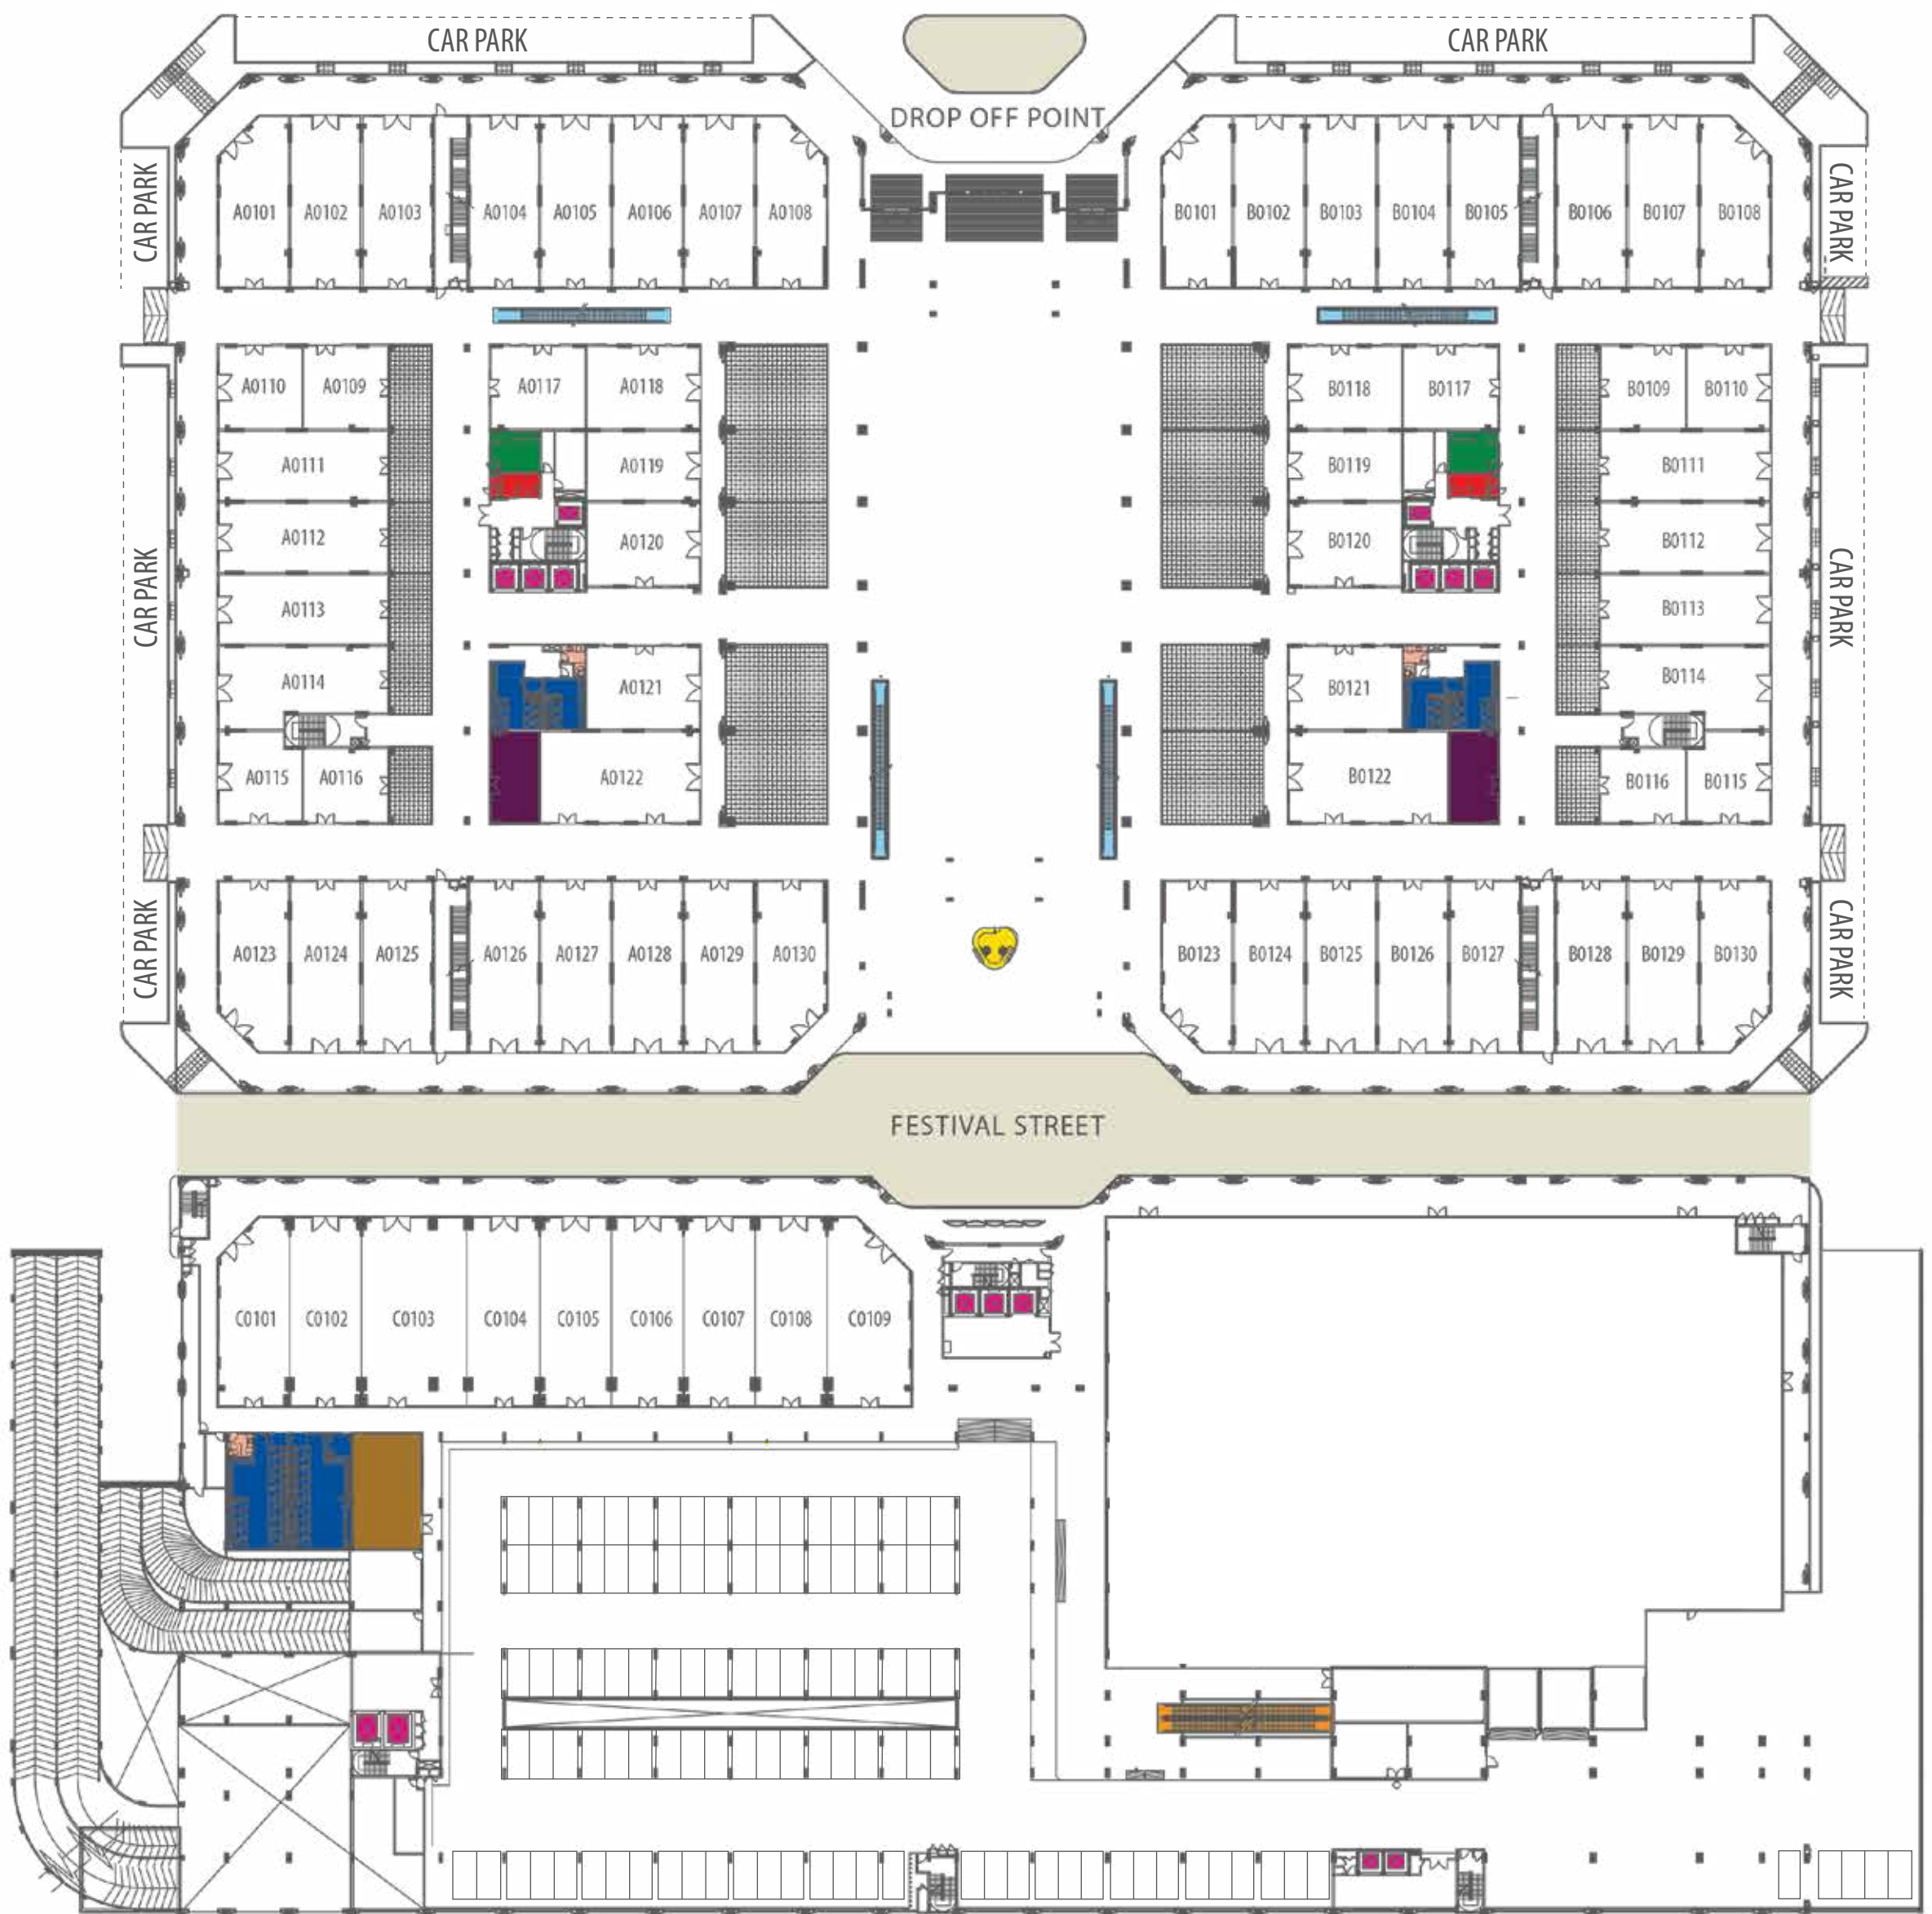 CAR PARK
CAR PARK
DROP OFF POINT
CAR PARK
CAR PARK
A0101 A0102 A0103 A0104 A0105 A0106 A0107 A0108
B0101 B0102 B0103 B0104 B0105 B0106 B0107 B0108
A0110 A0109 A0117 A0118
B0118 B0117 B0109 B0110
A0111 A0119 B0119 B0111
A0112 A0120 B0120 B0112
CAR PARK
CAR PARK
A0113 B0113
A0114 A0121 B0121 B0114
A0115 A0116 A0122 B0122 B0116 B0115
CAR PARK
CAR PARK
A0123 A0124 A0125 A0126 A0127 A0128 A0129 A0130
B0123 B0124 B0125 B0126 B0127 B0128 B0129 B0130
FESTIVAL STREET
C0101 C0102 C0103 C0104 C0105 C0106 C0107 C0108 C0109